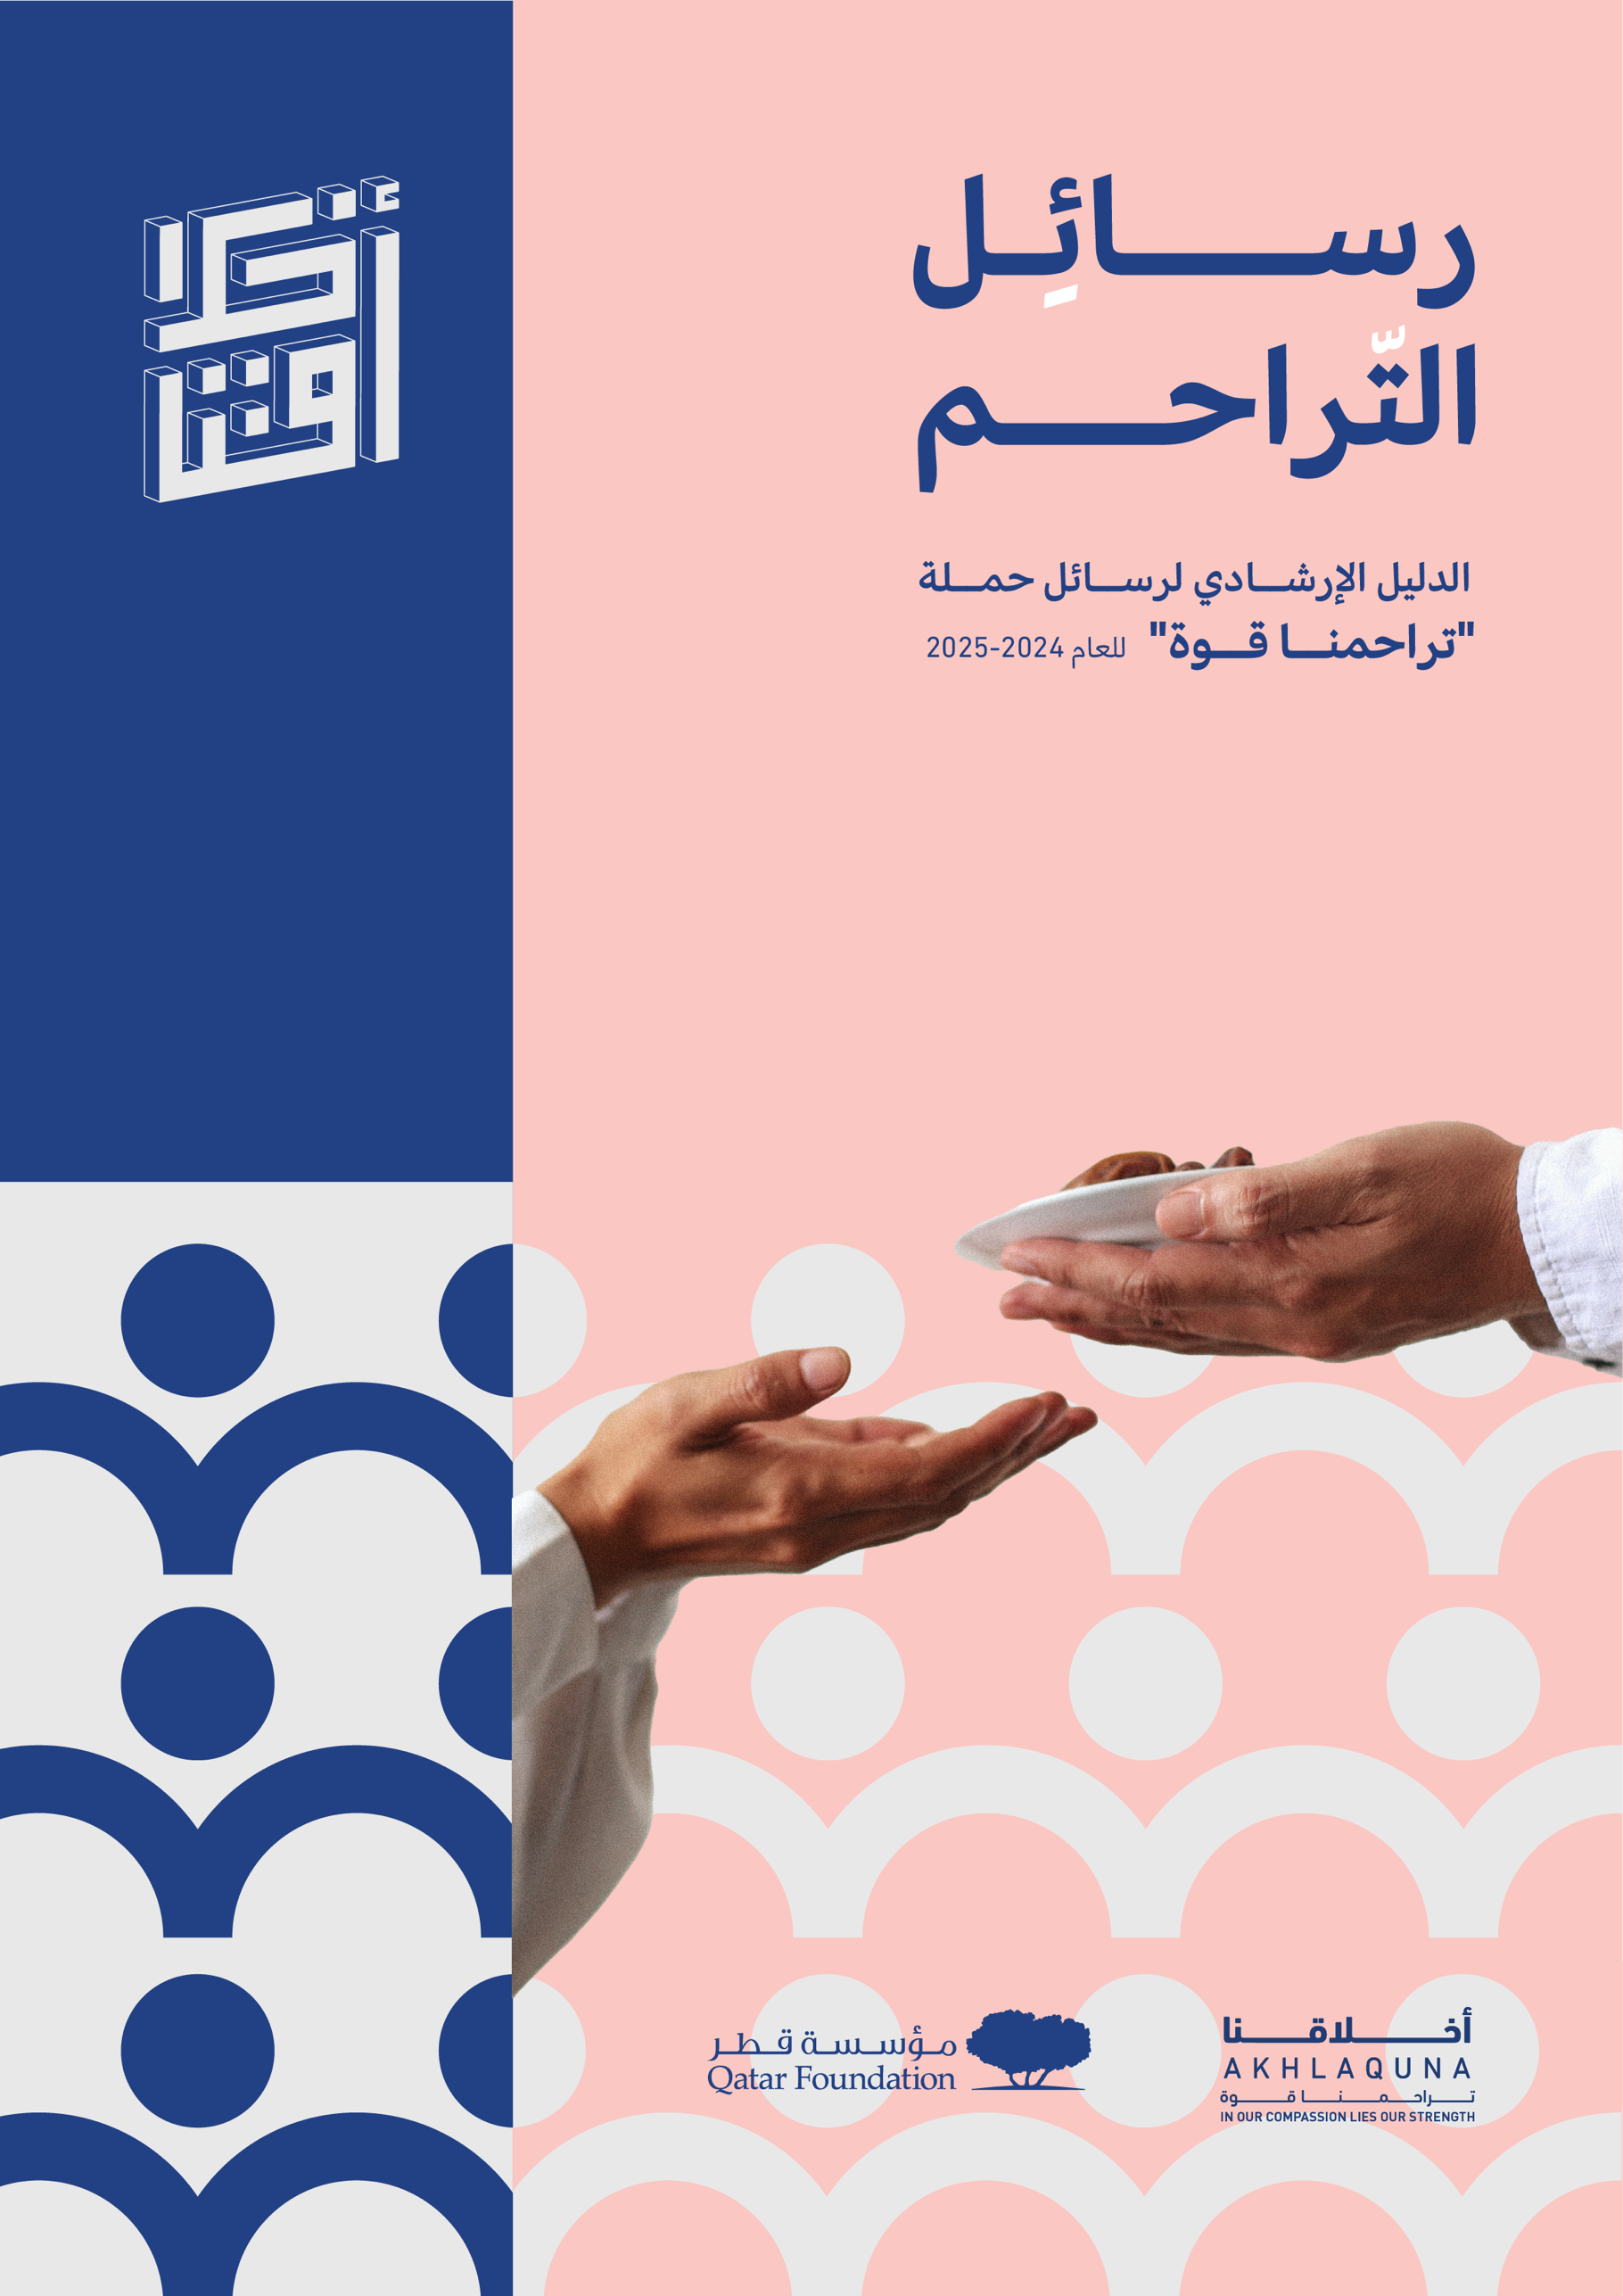 رسائِل
التّراحم
الدليل الإرشادي لرسائل حملة
"تراحمنا قوة" للعام 2024-2025
أخلاقنا
مؤسسة قطر
Qatar Foundation
أخلاقنا
AKHLAQUNA
تراحمنا قوة
IN OUR COMPASSION LIES OUR STRENGTH